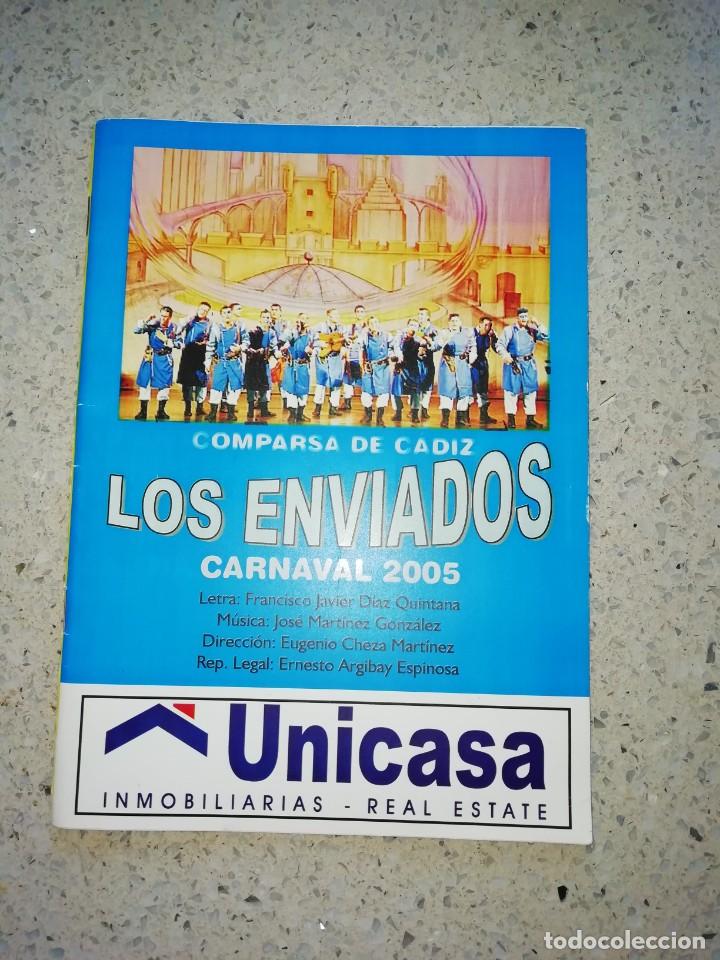 COMPARSA DE CADIZ
LOS ENVIADOS
CARNAVAL 2005
Letra: Francisco Javier Díaz Quintana
Música: José Martínez González
Dirección: Eugenio Cheza Martínez
Rep. Legal: Ernesto Argibay Espinosa
Unicasa
INMOBILIARIAS - REAL ESTATE
todocoleccion